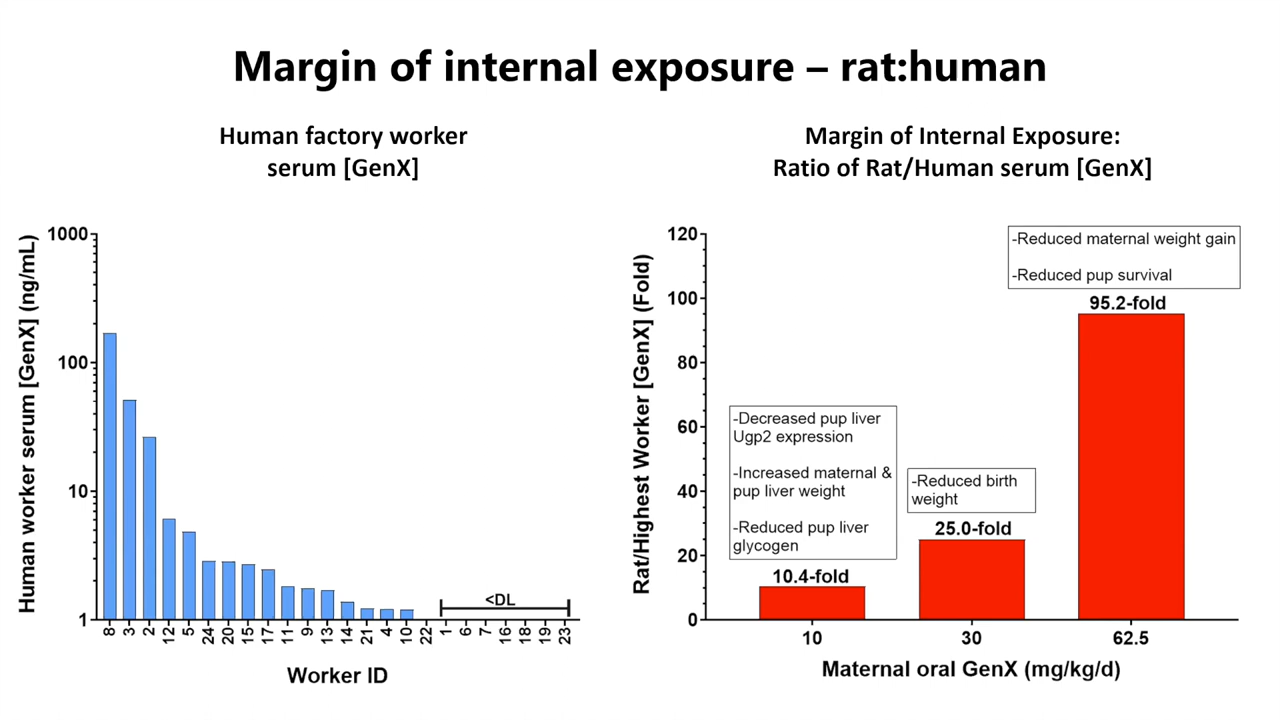 Margin of internal exposure – rat:human
Human factory worker
serum [GenX]
Human worker serum [GenX] (ng/mL)
1000
100
10
1
<DL
8
3
2
12
5
24
20
15
17
11
9
13
14
21
4
10
22
1
6
7
16
18
19
23
Worker ID
Margin of Internal Exposure:
Ratio of Rat/Human serum [GenX]
Rat/Highest Worker [GenX] (Fold)
120
100
80
60
40
20
0
-Decreased pup liver
Ugp2 expression
-Increased maternal &
pup liver weight
-Reduced pup liver
glycogen
10.4-fold
-Reduced birth
weight
25.0-fold
-Reduced maternal weight gain
-Reduced pup survival
95.2-fold
10
30
62.5
Maternal oral GenX (mg/kg/d)